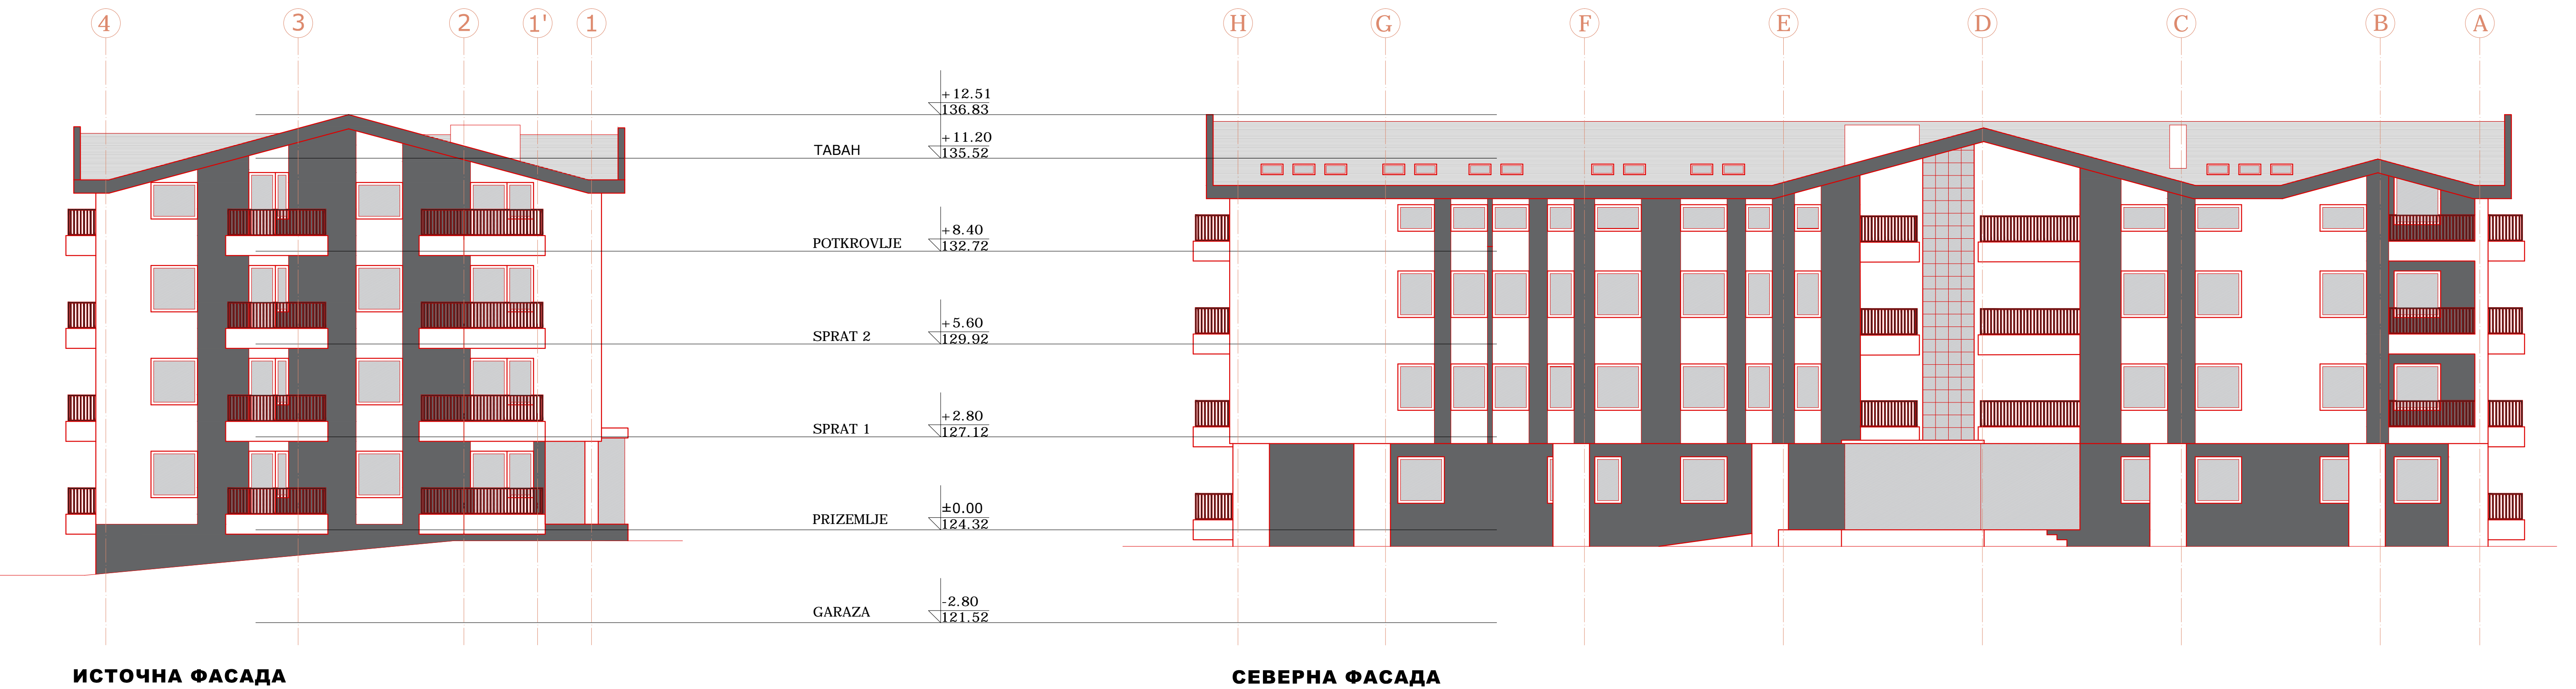 4 3 2 1' 1 H G F E D C B A
+12.51
136.83
TABAH +11.20
135.52
POTKROVLJE +8.40
132.72
SPRAT 2 +5.60
129.92
SPRAT 1 +2.80
127.12
PRIZEMLJE ±0.00
124.32
GARAZA -2.80
121.52
ИСТОЧНА ФАСАДА СЕВЕРНА ФАСАДА